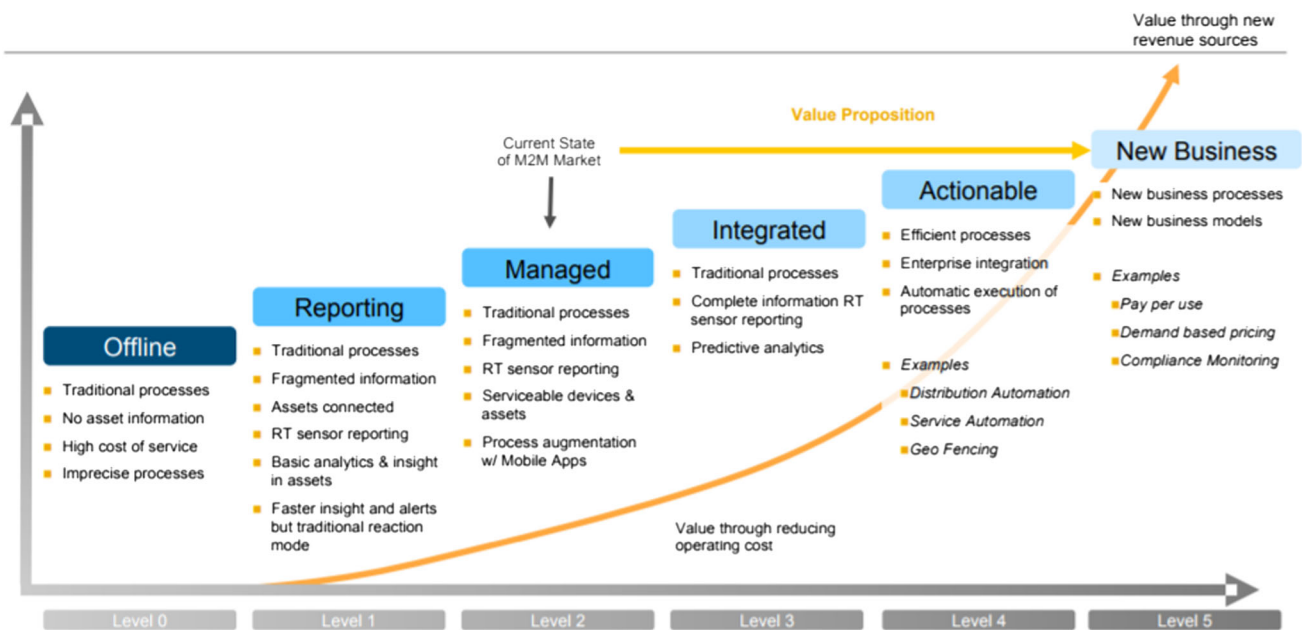 Value through new
revenue sources
Value Proposition
Current State
of M2M Market
New Business
New business processes
New business models
Examples
Pay per use
Demand based pricing
Compliance Monitoring
Actionable
Efficient processes
Enterprise integration
Automatic execution of
processes
Examples
Distribution Automation
Service Automation
Geo Fencing
Integrated
Traditional processes
Complete information RT
sensor reporting
Predictive analytics
Managed
Traditional processes
Fragmented information
RT sensor reporting
Serviceable devices &
assets
Process augmentation
w/ Mobile Apps
Reporting
Traditional processes
Fragmented information
Assets connected
RT sensor reporting
Basic analytics & insight
in assets
Faster insight and alerts
but traditional reaction
mode
Offline
Traditional processes
No asset information
High cost of service
Imprecise processes
Value through reducing
operating cost
Level 0
Level 1
Level 2
Level 3
Level 4
Level 5